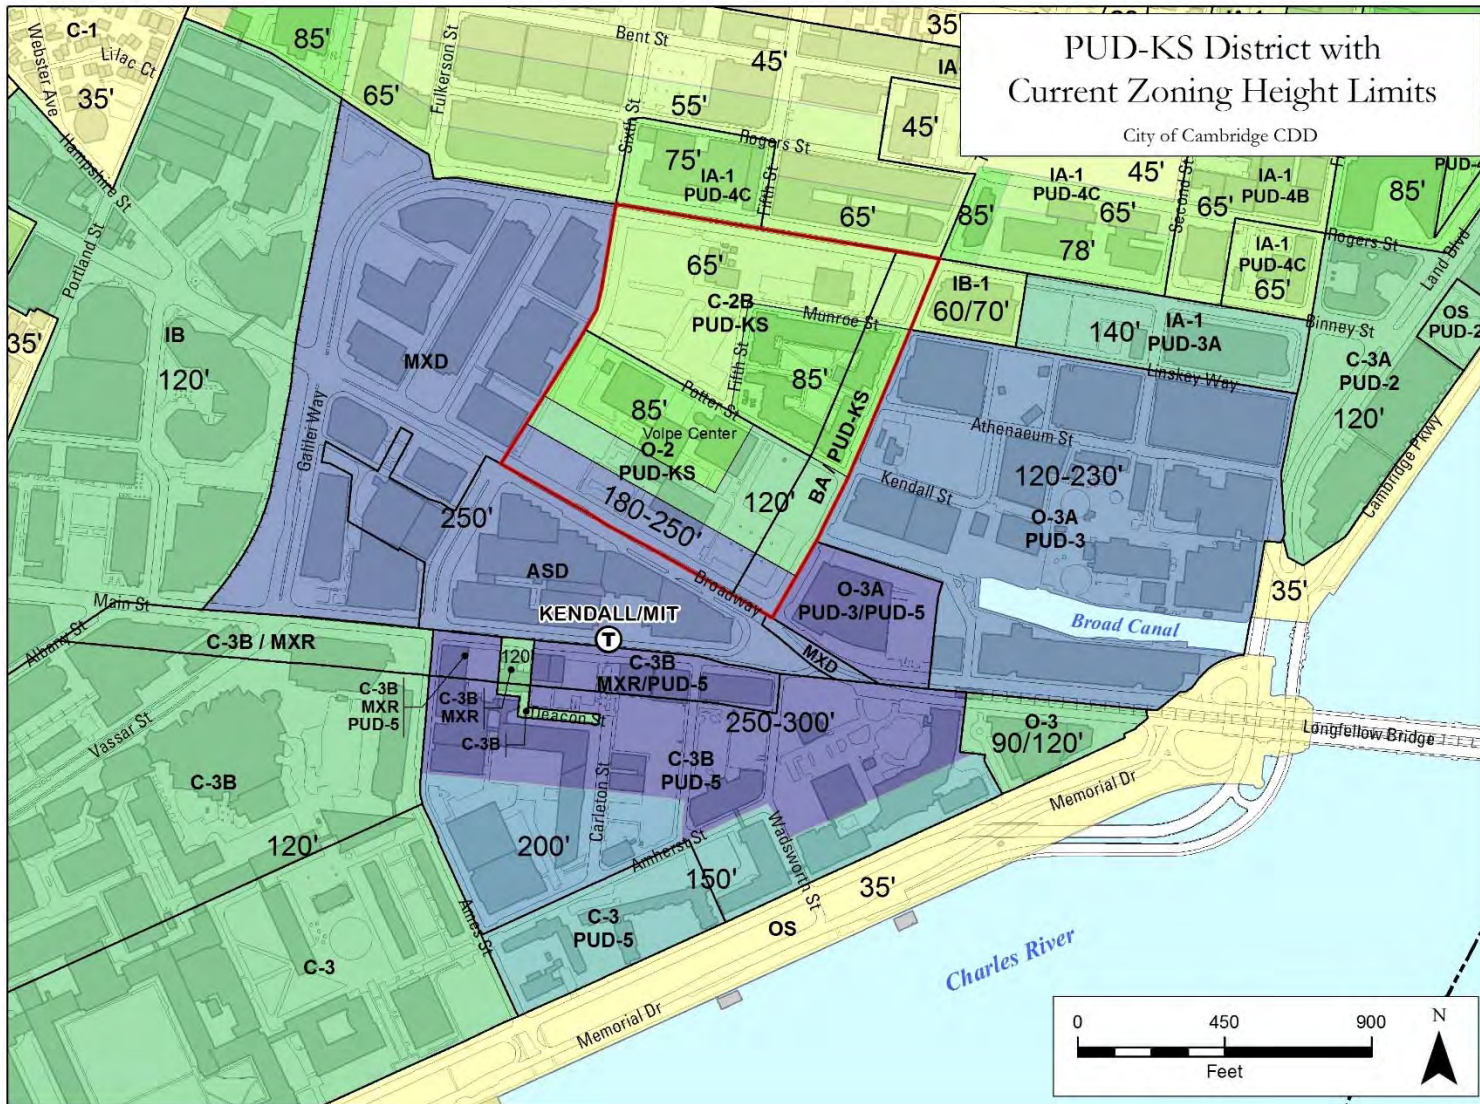 PUD-KS District with
Current Zoning Height Limits
City of Cambridge CDD
C-1
Webster Ave
Lilac Ct
35'
85'
65'
Fulkerson St
Bent St
45'
55'
35'
IA-
45'
Sixth St
Rogers St
75'
IA-1
PUD-4C
Fifth St
65'
85'
IA-1
PUD-4C
65'
78'
45'
Second St
65'
IA-1
PUD-4B
IA-1
PUD-4C
65'
85'
Rogers St
Land Blvd
OS
PUD-2
Hampshire St
Portland St
35'
IB
120'
MXD
Galilei Way
65'
C-2B
PUD-KS
Munroe St
Fifth St
85'
Potter St
85'
Volpe Center
O-2
PUD-KS
120'
BA / PUD-KS
180-250'
Broadway
IB-1
60/70'
140'
IA-1
PUD-3A
Linskey Way
Binney St
C-3A
PUD-2
120'
Cambridge Pkwy
Athenaeum St
Kendall St
120-230'
O-3A
PUD-3
250'
ASD
O-3A
PUD-3/PUD-5
MXD
Broad Canal
35'
Main St
Albany St
C-3B / MXR
KENDALL/MIT
T
C-3B
MXR/PUD-5
120'
C-3B
MXR
PUD-5
C-3B
MXR
C-3B
Deacon St
250-300'
C-3B
PUD-5
O-3
90/120'
Longfellow Bridge
Memorial Dr
Vassar St
C-3B
120'
Carleton St
200'
Amherst St
Wadsworth St
150'
35'
C-3
PUD-5
OS
Ames St
C-3
Memorial Dr
Charles River
0 450 900
Feet
N